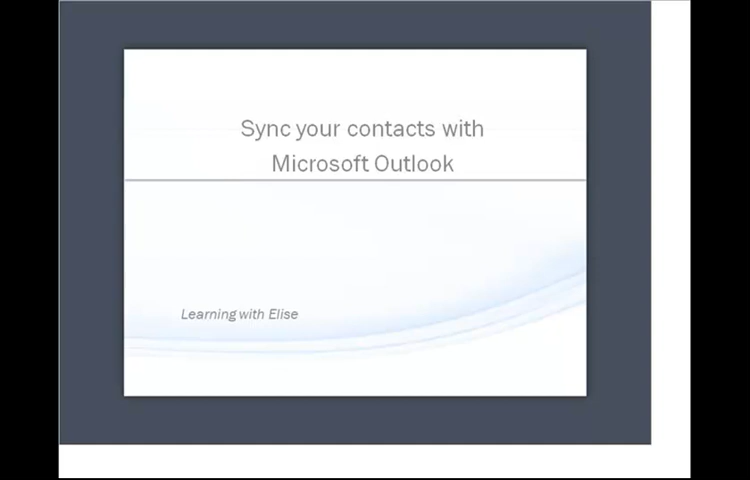 Sync your contacts with
Microsoft Outlook
Learning with Elise